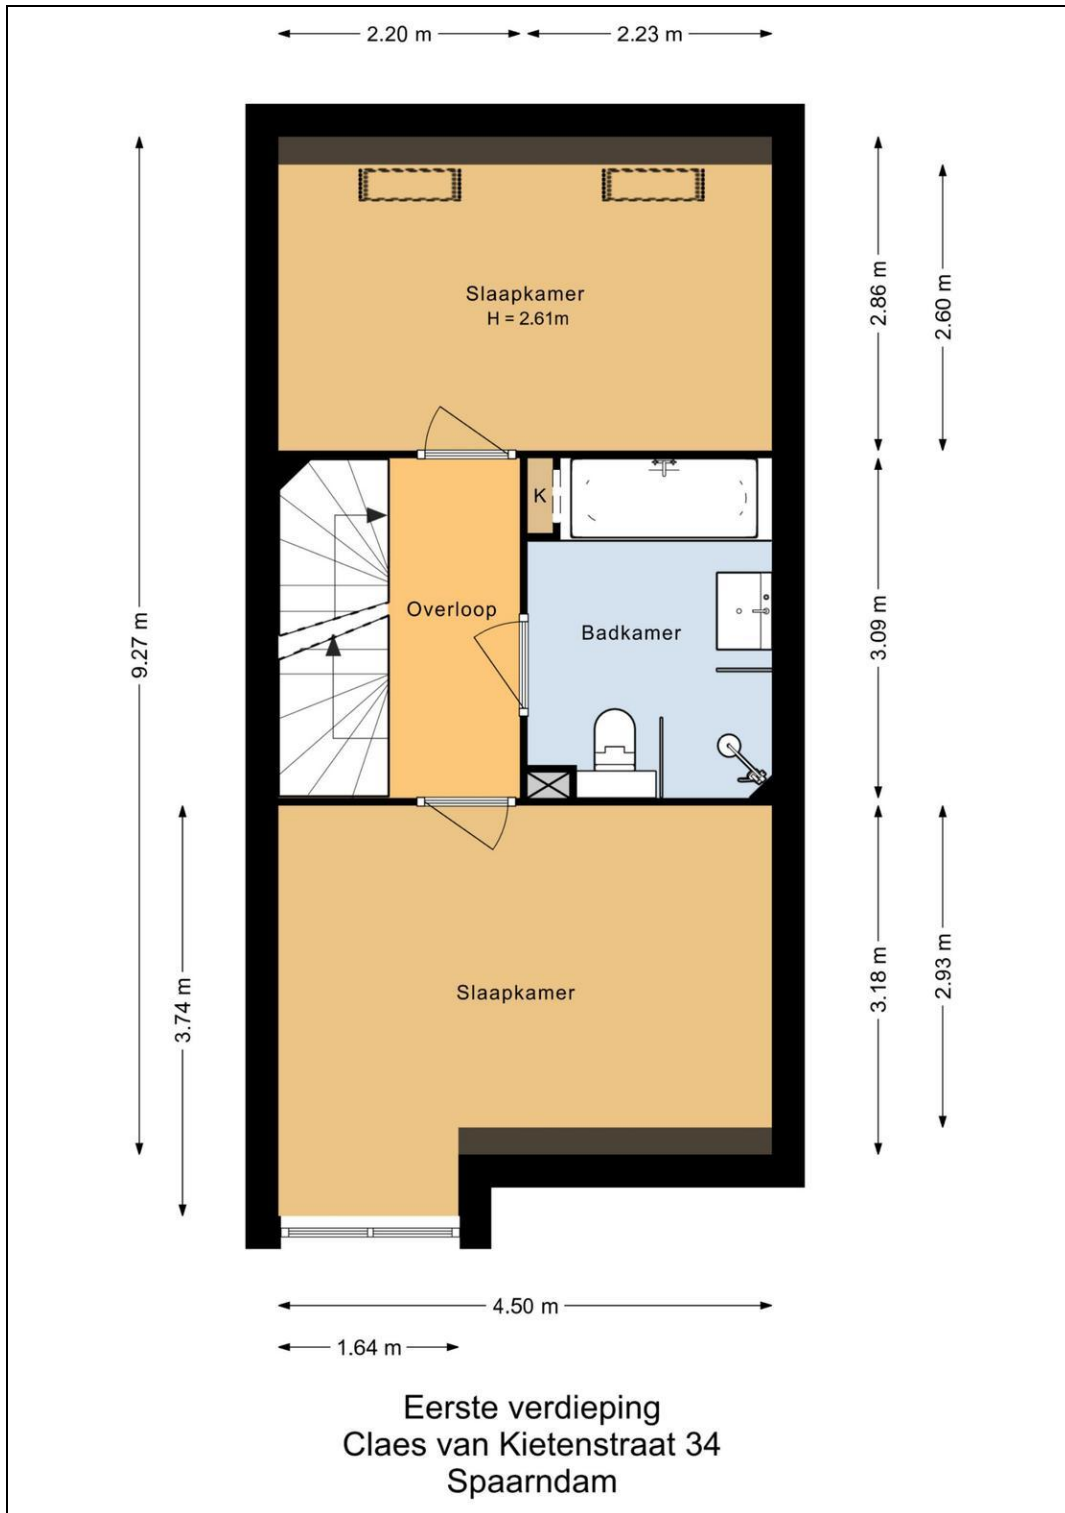 2.20 m
2.23 m
Slaapkamer
H = 2.61m
2.86 m
2.60 m
K
Overloop
Badkamer
9.27 m
3.09 m
Slaapkamer
3.74 m
3.18 m
2.93 m
4.50 m
1.64 m
Eerste verdieping
Claes van Kietenstraat 34
Spaarndam